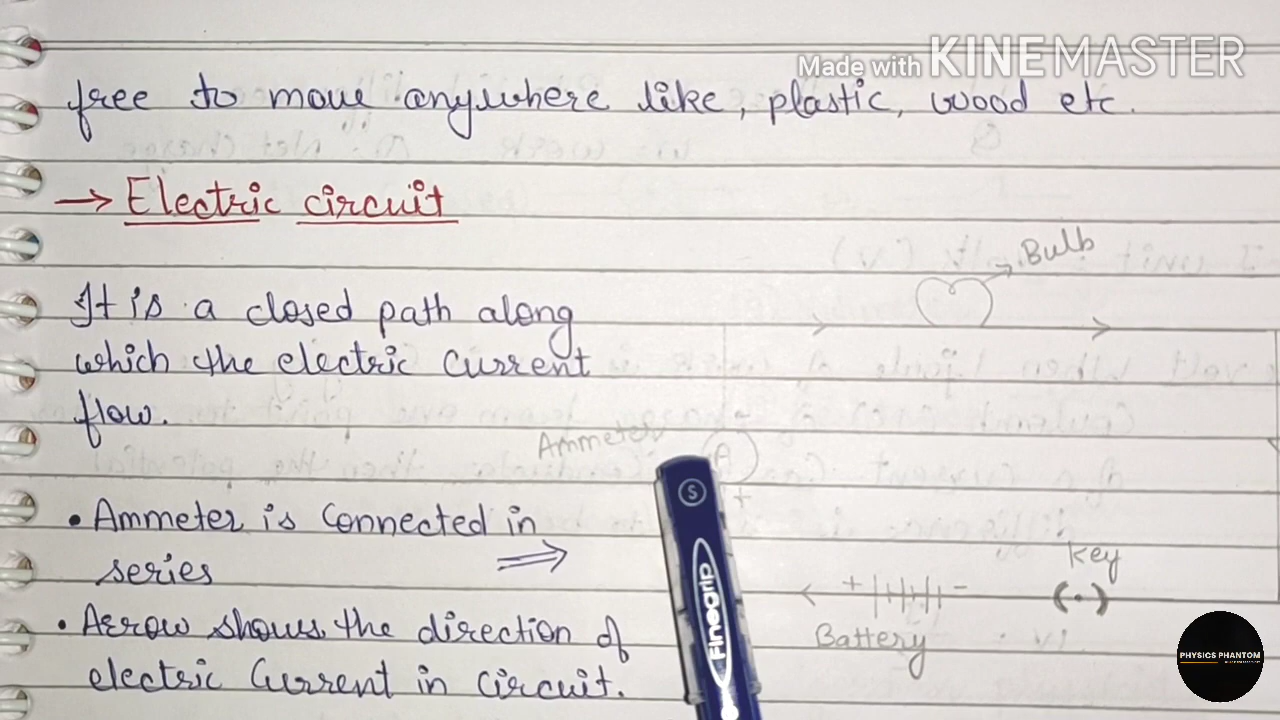 Made with KINEMASTER
free to move anywhere like, plastic, wood etc.
→ Electric circuit
Bulb
It is a closed path along
which the electric current
flow.
Ammeter
A
-
+
• Ammeter is connected in
series
⇒
Key
+ -
(•)
Battery
• Arrow shows the direction of
electric current in circuit.
S
Finegrip
PHYSICS PHANTOM